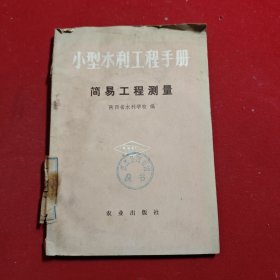 小型水利工程手册
简易工程测量
陕西省水利学校 编
农业出版社